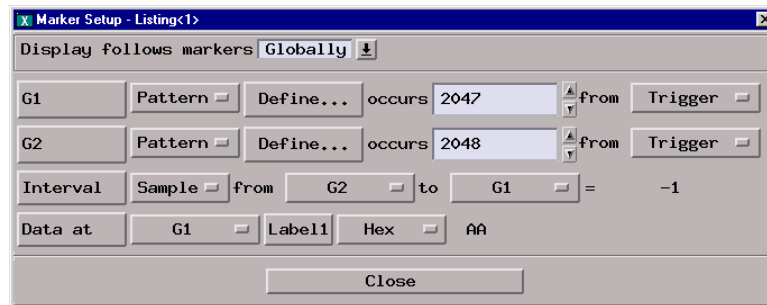 Marker Setup - Listing<1>
Display follows markers Globally
G1 Pattern Define... occurs 2047 from Trigger
G2 Pattern Define... occurs 2048 from Trigger
Interval Sample from G2 to G1 = -1
Data at G1 Label1 Hex AA
Close